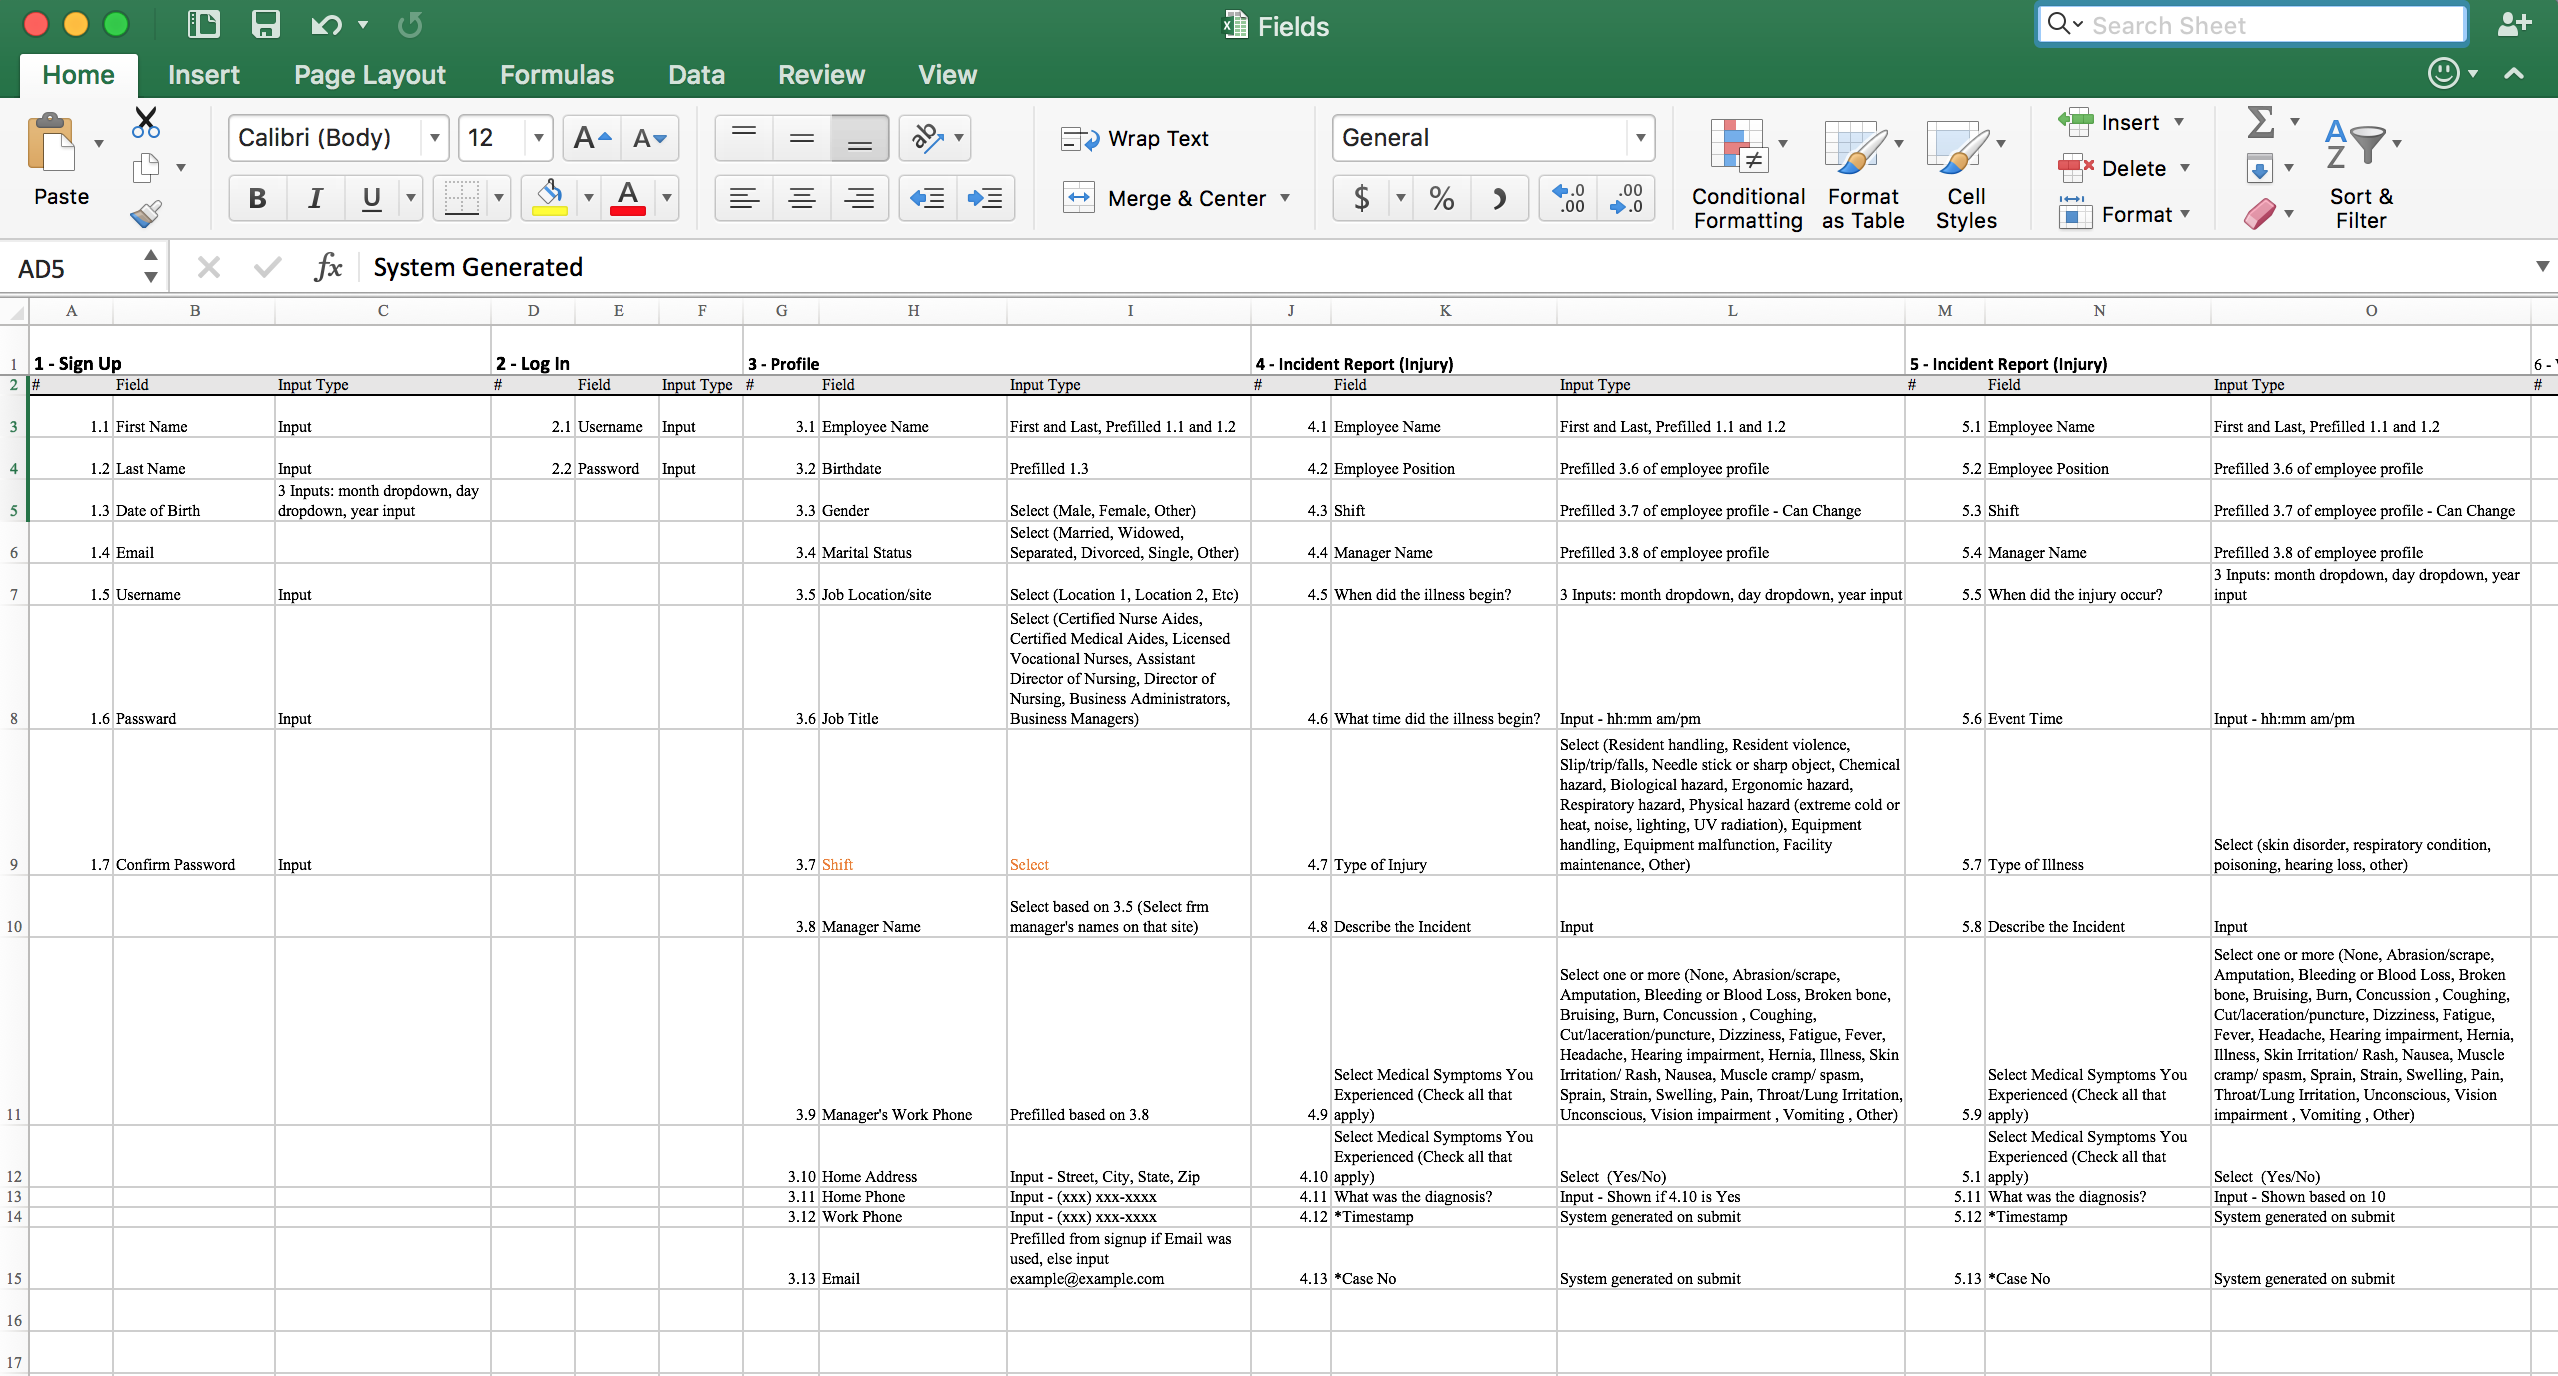 Fields
Search Sheet
Home Insert Page Layout Formulas Data Review View
Paste
Calibri (Body) 12
A A
B I U A
ab
Wrap Text
Merge & Center
General
$ %
.0 .00 .00 .0
Conditional Formatting
Format as Table
Cell Styles
Insert
Delete
Format
Σ
A Z
Sort & Filter
AD5 fx System Generated
A B C D E F G H I J K L M N O
1 1 - Sign Up 2 - Log In 3 - Profile 4 - Incident Report (Injury) 5 - Incident Report (Injury) 6 -
2 # Field Input Type # Field Input Type # Field Input Type # Field Input Type # Field Input Type #
3 1.1 First Name Input 2.1 Username Input 3.1 Employee Name First and Last, Prefilled 1.1 and 1.2 4.1 Employee Name First and Last, Prefilled 1.1 and 1.2 5.1 Employee Name First and Last, Prefilled 1.1 and 1.2
4 1.2 Last Name Input 2.2 Password Input 3.2 Birthdate Prefilled 1.3 4.2 Employee Position Prefilled 3.6 of employee profile 5.2 Employee Position Prefilled 3.6 of employee profile
5 1.3 Date of Birth 3 Inputs: month dropdown, day dropdown, year input 3.3 Gender Select (Male, Female, Other) 4.3 Shift Prefilled 3.7 of employee profile - Can Change 5.3 Shift Prefilled 3.7 of employee profile - Can Change
6 1.4 Email 3.4 Marital Status Select (Married, Widowed, Separated, Divorced, Single, Other) 4.4 Manager Name Prefilled 3.8 of employee profile 5.4 Manager Name Prefilled 3.8 of employee profile
7 1.5 Username Input 3.5 Job Location/site Select (Location 1, Location 2, Etc) 4.5 When did the illness begin? 3 Inputs: month dropdown, day dropdown, year input 5.5 When did the injury occur? 3 Inputs: month dropdown, day dropdown, year input
8 1.6 Passward Input 3.6 Job Title Select (Certified Nurse Aides, Certified Medical Aides, Licensed Vocational Nurses, Assistant Director of Nursing, Director of Nursing, Business Administrators, Business Managers) 4.6 What time did the illness begin? Input - hh:mm am/pm 5.6 Event Time Input - hh:mm am/pm
9 1.7 Confirm Password Input 3.7 Shift Select 4.7 Type of Injury Select (Resident handling, Resident violence, Slip/trip/falls, Needle stick or sharp object, Chemical hazard, Biological hazard, Ergonomic hazard, Respiratory hazard, Physical hazard (extreme cold or heat, noise, lighting, UV radiation), Equipment handling, Equipment malfunction, Facility maintenance, Other) 5.7 Type of Illness Select (skin disorder, respiratory condition, poisoning, hearing loss, other)
10 3.8 Manager Name Select based on 3.5 (Select frm manager's names on that site) 4.8 Describe the Incident Input 5.8 Describe the Incident Input
11 3.9 Manager's Work Phone Prefilled based on 3.8 4.9 Select Medical Symptoms You Experienced (Check all that apply) Select one or more (None, Abrasion/scrape, Amputation, Bleeding or Blood Loss, Broken bone, Bruising, Burn, Concussion , Coughing, Cut/laceration/puncture, Dizziness, Fatigue, Fever, Headache, Hearing impairment, Hernia, Illness, Skin Irritation/ Rash, Nausea, Muscle cramp/ spasm, Sprain, Strain, Swelling, Pain, Throat/Lung Irritation, Unconscious, Vision impairment , Vomiting , Other) 5.9 Select Medical Symptoms You Experienced (Check all that apply) Select one or more (None, Abrasion/scrape, Amputation, Bleeding or Blood Loss, Broken bone, Bruising, Burn, Concussion , Coughing, Cut/laceration/puncture, Dizziness, Fatigue, Fever, Headache, Hearing impairment, Hernia, Illness, Skin Irritation/ Rash, Nausea, Muscle cramp/ spasm, Sprain, Strain, Swelling, Pain, Throat/Lung Irritation, Unconscious, Vision impairment , Vomiting , Other)
12 3.10 Home Address Input - Street, City, State, Zip 4.10 Select Medical Symptoms You Experienced (Check all that apply) Select (Yes/No) 5.1 Select Medical Symptoms You Experienced (Check all that apply) Select (Yes/No)
13 3.11 Home Phone Input - (xxx) xxx-xxxx 4.11 What was the diagnosis? Input - Shown if 4.10 is Yes 5.11 What was the diagnosis? Input - Shown based on 10
14 3.12 Work Phone Input - (xxx) xxx-xxxx 4.12 *Timestamp System generated on submit 5.12 *Timestamp System generated on submit
15 3.13 Email Prefilled from signup if Email was used, else input example@example.com 4.13 *Case No System generated on submit 5.13 *Case No System generated on submit
16
17